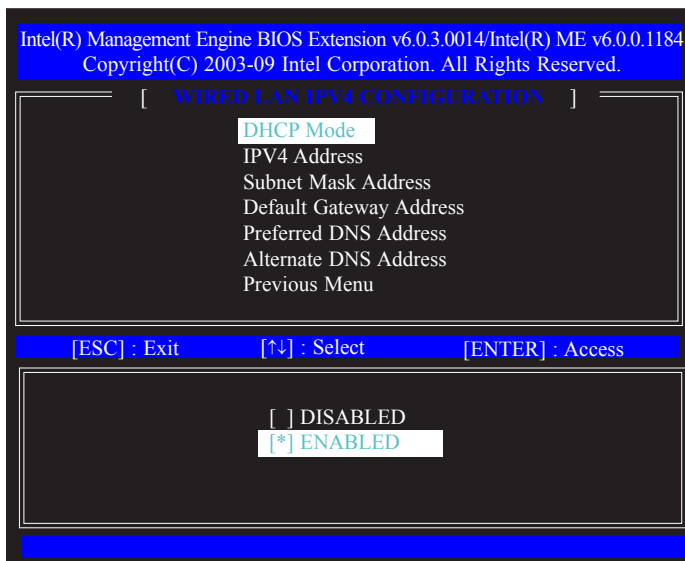 Intel(R) Management Engine BIOS Extension v6.0.3.0014/Intel(R) ME v6.0.0.1184
Copyright(C) 2003-09 Intel Corporation. All Rights Reserved.
[ WIRED LAN IPV4 CONFIGURATION ]
DHCP Mode
IPV4 Address
Subnet Mask Address
Default Gateway Address
Preferred DNS Address
Alternate DNS Address
Previous Menu
[ESC] : Exit [↑↓] : Select [ENTER] : Access
[ ] DISABLED
[*] ENABLED